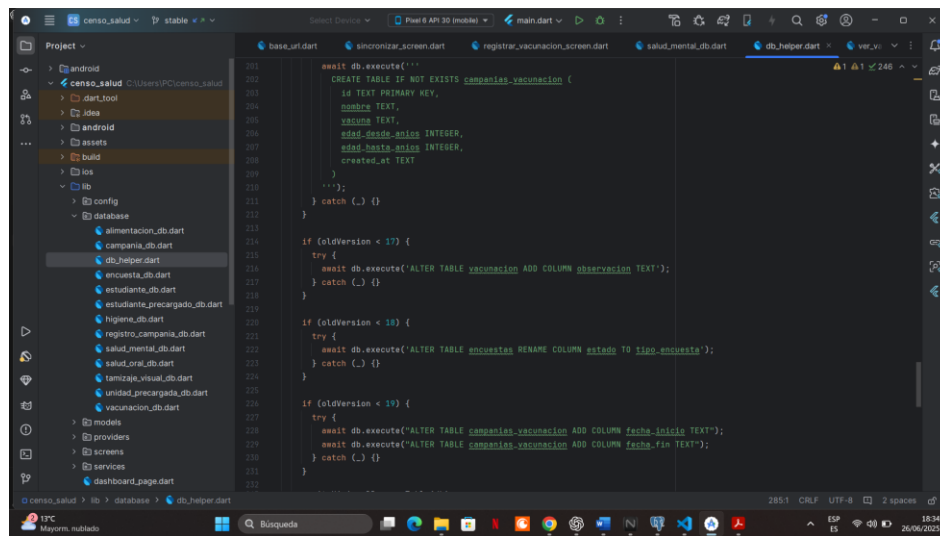 censo_salud
stable
Select Device
Pixel 6 API 30 (mobile)
main.dart
Project
base_url.dart
sincronizar_screen.dart
registrar_vacunacion_screen.dart
salud_mental_db.dart
db_helper.dart
android
censo_salud C:\Users\PC\censo_salud
.dart_tool
.idea
android
assets
build
ios
lib
config
database
alimentacion_db.dart
campania_db.dart
db_helper.dart
encuesta_db.dart
estudiante_db.dart
estudiante_precargado_db.dart
higiene_db.dart
registro_campania_db.dart
salud_mental_db.dart
salud_oral_db.dart
tamizaje_visual_db.dart
unidad_precargada_db.dart
vacunacion_db.dart
models
providers
screens
services
dashboard_page.dart
1 1 246
201 await db.execute('''
202 CREATE TABLE IF NOT EXISTS campanias_vacunacion (
203 id TEXT PRIMARY KEY,
204 nombre TEXT,
205 vacuna TEXT,
206 edad_desde_anios INTEGER,
207 edad_hasta_anios INTEGER,
208 created_at TEXT
209 )
210 ''');
211 } catch (_) {}
212 }
213
214 if (oldVersion < 17) {
215 try {
216 await db.execute('ALTER TABLE vacunacion ADD COLUMN observacion TEXT');
217 } catch (_) {}
218 }
219
220 if (oldVersion < 18) {
221 try {
222 await db.execute('ALTER TABLE encuestas RENAME COLUMN estado TO tipo_encuesta');
223 } catch (_) {}
224 }
225
226 if (oldVersion < 19) {
227 try {
228 await db.execute("ALTER TABLE campanias_vacunacion ADD COLUMN fecha_inicio TEXT");
229 await db.execute("ALTER TABLE campanias_vacunacion ADD COLUMN fecha_fin TEXT");
230 } catch (_) {}
231 }
232
censo_salud > lib > database > db_helper.dart
285:1 CRLF UTF-8 2 spaces
13°C
Mayorm. nublado
Búsqueda
ESP
ES
18:34
26/06/2025